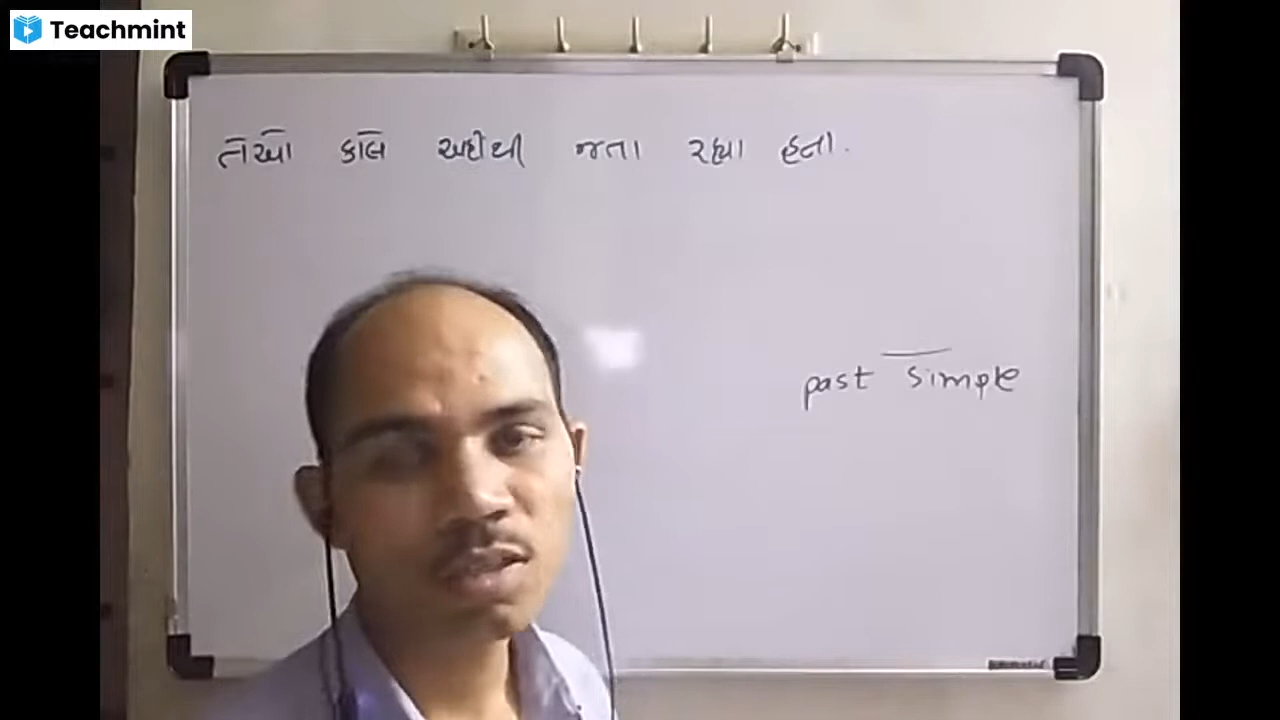 Teachmint
તેઓ કાલે અહીંથી જતા રહ્યા હતા.
past simple